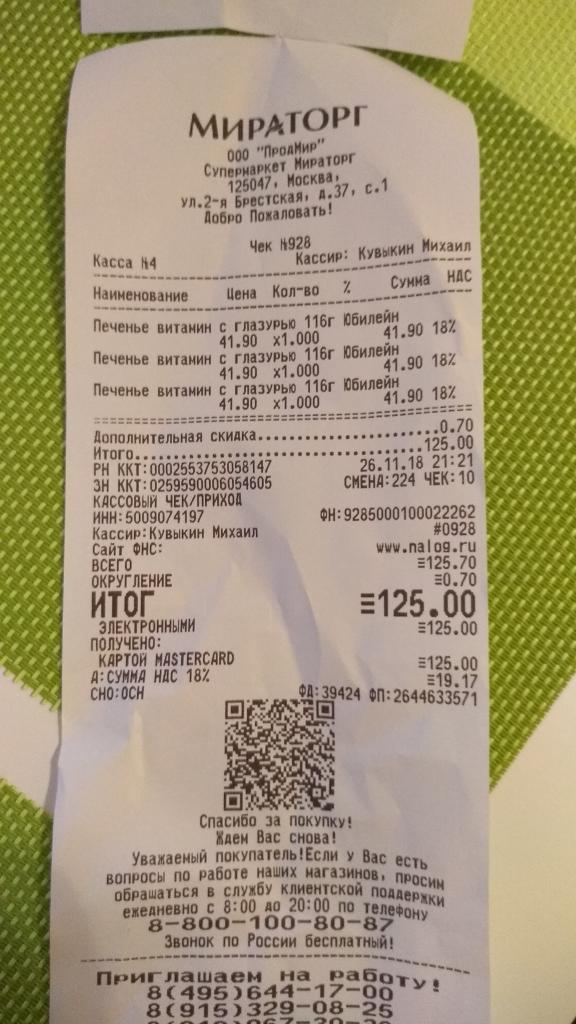 МИРАТОРГ
ООО "ПродМир"
Супермаркет Мираторг
125047, Москва,
ул.2-я Брестская, д.37, с.1
Добро Пожаловать!
Чек №928
Касса №4 Кассир: Кувыкин Михаил
Наименование Цена Кол-во % Сумма НДС
Печенье витамин с глазурью 116г Юбилейн
41.90 x1.000 41.90 18%
Печенье витамин с глазурью 116г Юбилейн
41.90 x1.000 41.90 18%
Печенье витамин с глазурью 116г Юбилейн
41.90 x1.000 41.90 18%
Дополнительная скидка....................0.70
Итого....................125.00
РН ККТ:0002553753058147 26.11.18 21:21
ЗН ККТ:0259590006054605 СМЕНА:224 ЧЕК:10
КАССОВЫЙ ЧЕК/ПРИХОД
ИНН:5009074197 ФН:9285000100022262
Кассир:Кувыкин Михаил #0928
Сайт ФНС: www.nalog.ru
ВСЕГО ≡125.70
ОКРУГЛЕНИЕ ≡0.70
ИТОГ ≡125.00
ЭЛЕКТРОННЫМИ ≡125.00
ПОЛУЧЕНО:
КАРТОЙ MASTERCARD ≡125.00
А:СУММА НДС 18% ≡19.17
СНО:ОСН ФД:39424 ФП:2644633571
Спасибо за покупку!
Ждем Вас снова!
Уважаемый покупатель!Если у Вас есть
вопросы по работе наших магазинов, просим
обращаться в службу клиентской поддержки
ежедневно с 8:00 до 20:00 по телефону
8-800-100-80-87
Звонок по России бесплатный!
Приглашаем на работу!
8(495)644-17-00
8(915)329-08-25